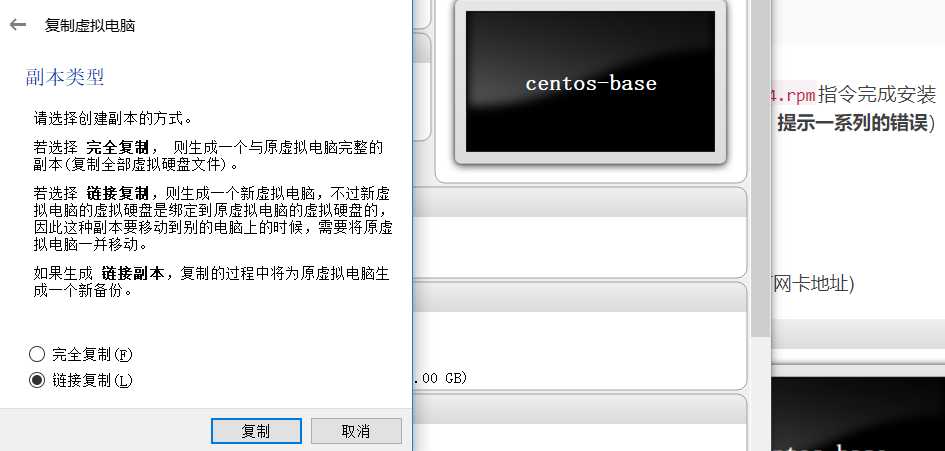 复制虚拟电脑
副本类型
请选择创建副本的方式。
若选择 完全复制， 则生成一个与原虚拟电脑完整的
副本(复制全部虚拟硬盘文件)。
若选择 链接复制，则生成一个新虚拟电脑，不过新虚
拟电脑的虚拟硬盘是绑定到原虚拟电脑的虚拟硬盘的，
因此这种副本要移动到别的电脑上的时候，需要将原虚
拟电脑一并移动。
如果生成 链接副本，复制的过程中将为原虚拟电脑生
成一个新备份。
完全复制(F)
链接复制(L)
复制
取消
centos-base
.00 GB)
4.rpm指令完成安装
提示一系列的错误)
网卡地址)